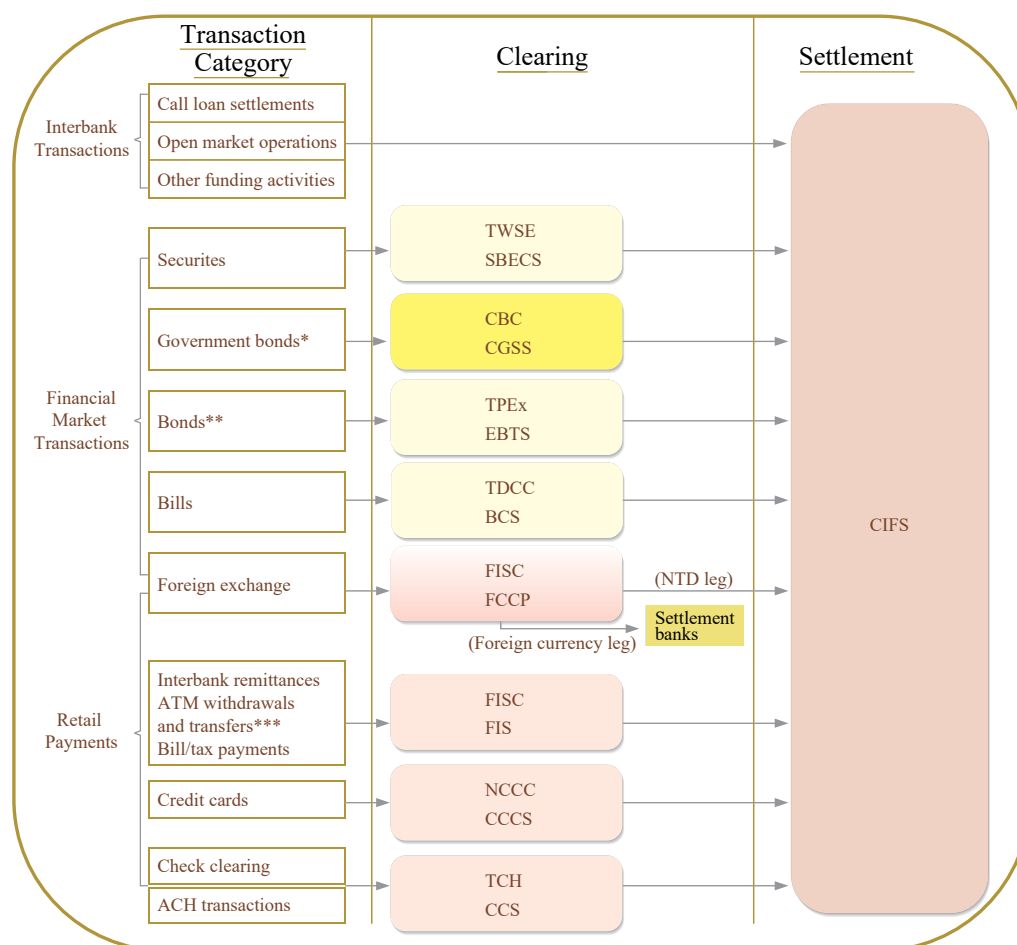 Transaction
Category
Clearing
Settlement
Interbank
Transactions
Call loan settlements
Open market operations
Other funding activities
Financial
Market
Transactions
Securites
TWSE
SBECS
Government bonds*
CBC
CGSS
Bonds**
TPEx
EBTS
Bills
TDCC
BCS
CIFS
Foreign exchange
FISC
FCCP
(NTD leg)
(Foreign currency leg)
Settlement
banks
Retail
Payments
Interbank remittances
ATM withdrawals
and transfers***
Bill/tax payments
FISC
FIS
Credit cards
NCCC
CCCS
Check clearing
ACH transactions
TCH
CCS